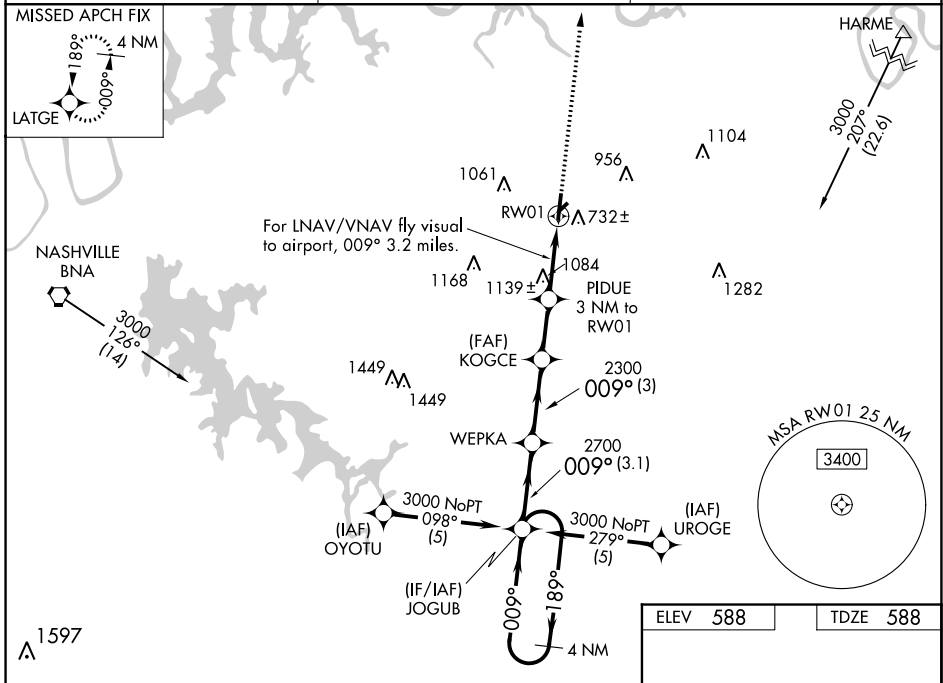 MISSED APCH FIX
4 NM
189°
009°
LATGE
HARME
3000
207°
(22.6)
1104
956
1061
RW01
732±
For LNAV/VNAV fly visual
to airport, 009° 3.2 miles.
NASHVILLE
BNA
3000
126°
(14)
1168
1084
1139±
PIDUE
3 NM to
RW01
1282
(FAF)
KOGCE
2300
009° (3)
1449
1449
WEPKA
2700
009° (3.1)
MSA RW01 25 NM
3400
3000 NoPT
098°
(5)
(IAF)
OYOTU
3000 NoPT
279°
(5)
(IAF)
UROGE
(IF/IAF)
JOGUB
009°
189°
4 NM
1597
ELEV 588
TDZE 588